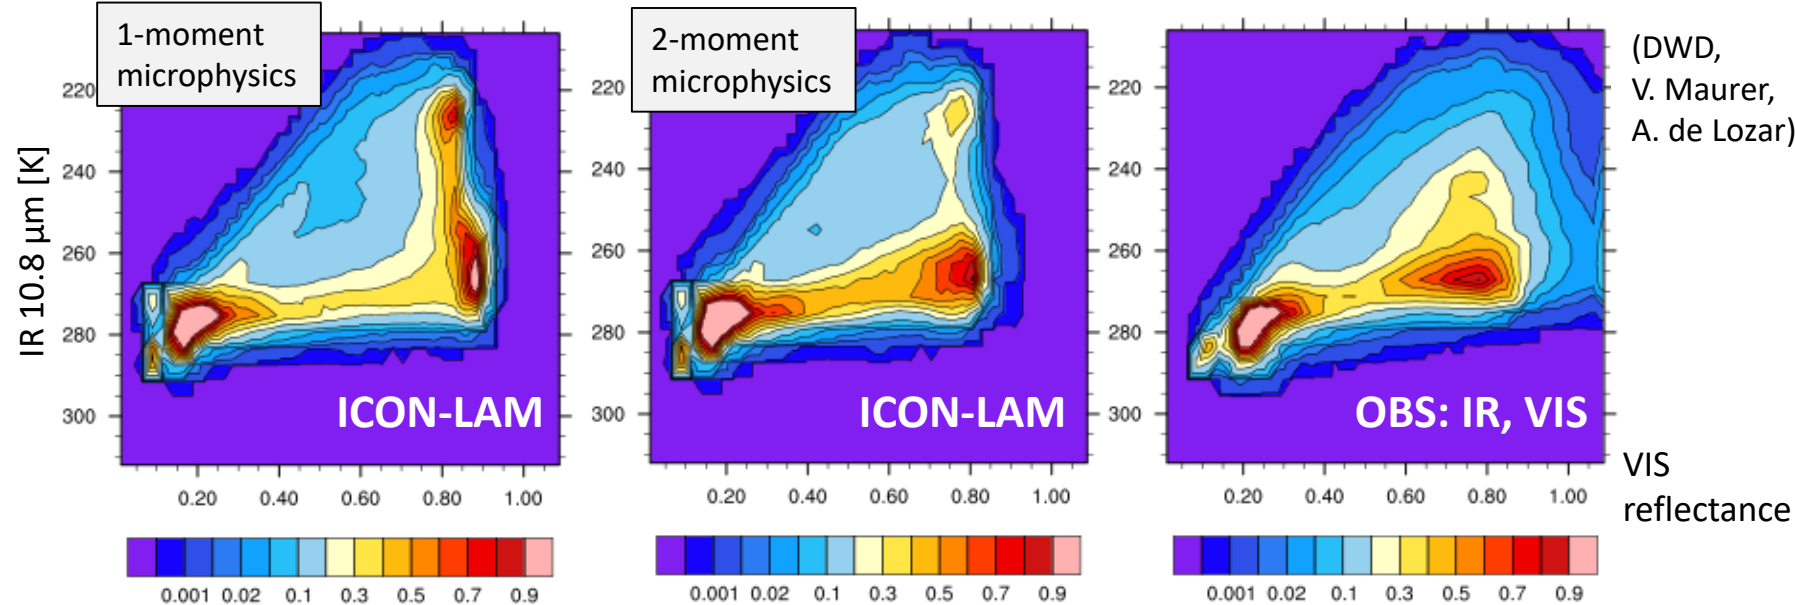 1-moment
microphysics
2-moment
microphysics
(DWD,
V. Maurer,
A. de Lozar)
IR 10.8 µm [K]
220
240
260
280
300
220
240
260
280
300
220
240
260
280
300
ICON-LAM
ICON-LAM
OBS: IR, VIS
0.20 0.40 0.60 0.80 1.00
0.20 0.40 0.60 0.80 1.00
0.20 0.40 0.60 0.80 1.00
VIS
reflectance
0.001 0.02 0.1 0.3 0.5 0.7 0.9
0.001 0.02 0.1 0.3 0.5 0.7 0.9
0.001 0.02 0.1 0.3 0.5 0.7 0.9